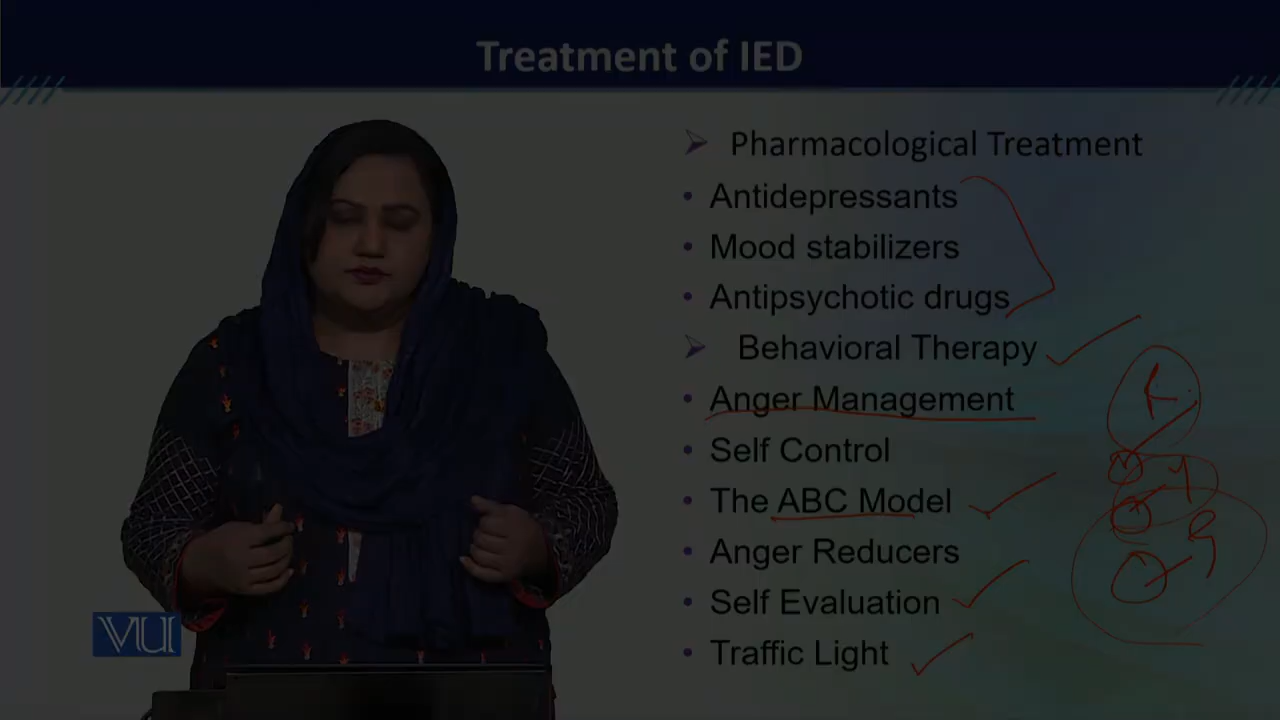 Treatment of IED
Pharmacological Treatment
Antidepressants
Mood stabilizers
Antipsychotic drugs
Behavioral Therapy
Anger Management
Self Control
The ABC Model
Anger Reducers
Self Evaluation
Traffic Light
VU